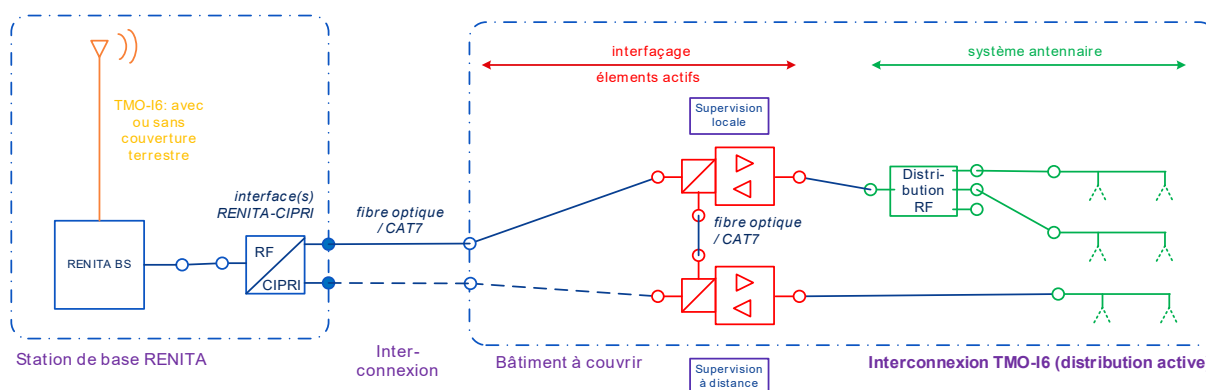 interfaçage
élements actifs
système antennaire
TMO-I6: avec
ou sans
couverture
terrestre
Supervision
locale
interface(s)
RENITA-CIPRI
fibre optique
/ CAT7
Distri-
bution
RF
fibre optique
/ CAT7
RENITA BS
RF
CIPRI
Station de base RENITA
Inter-
connexion
Bâtiment à couvrir
Supervision
à distance
Interconnexion TMO-I6 (distribution active